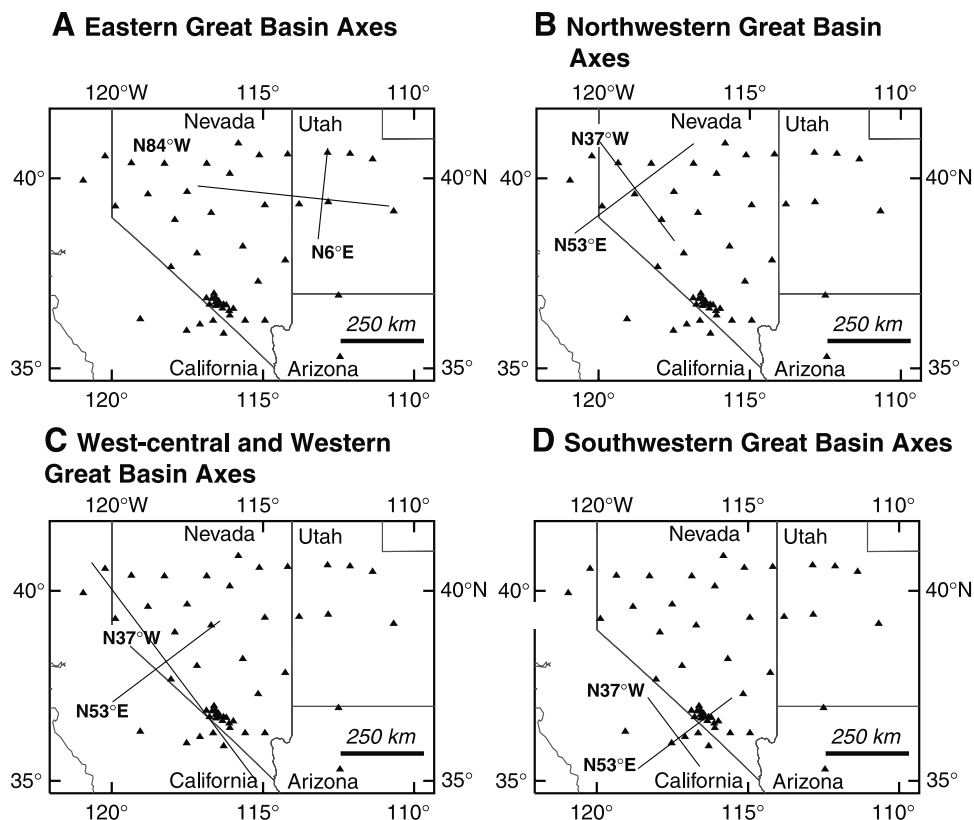 A Eastern Great Basin Axes
120°W 115° 110°
Nevada
Utah
N84°W
40°
40°N
N6°E
250 km
35°
California
Arizona
35°
120° 115° 110°
B Northwestern Great Basin
Axes
120°W 115° 110°
Nevada
Utah
N37°W
40°
40°N
N53°E
250 km
35°
California
Arizona
35°
120° 115° 110°
C West-central and Western
Great Basin Axes
120°W 115° 110°
Nevada
Utah
40°
40°N
N37°W
N53°E
250 km
35°
California
Arizona
35°
120° 115° 110°
D Southwestern Great Basin Axes
120°W 115° 110°
Nevada
Utah
40°
40°N
N37°W
N53°E
250 km
35°
California
Arizona
35°
120° 115° 110°